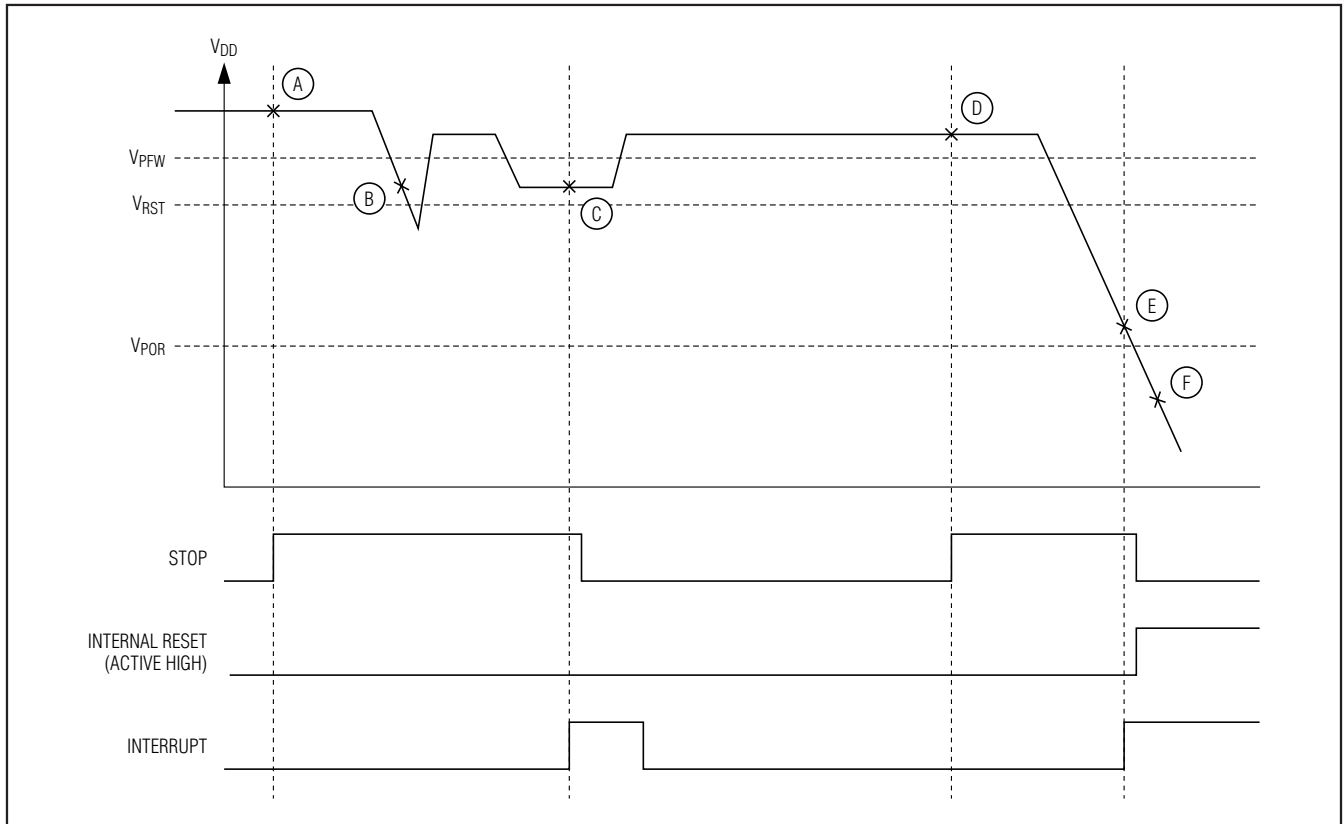 VDD
A
VPFW
B
VRST
C
D
E
VPOR
F
STOP
INTERNAL RESET
(ACTIVE HIGH)
INTERRUPT